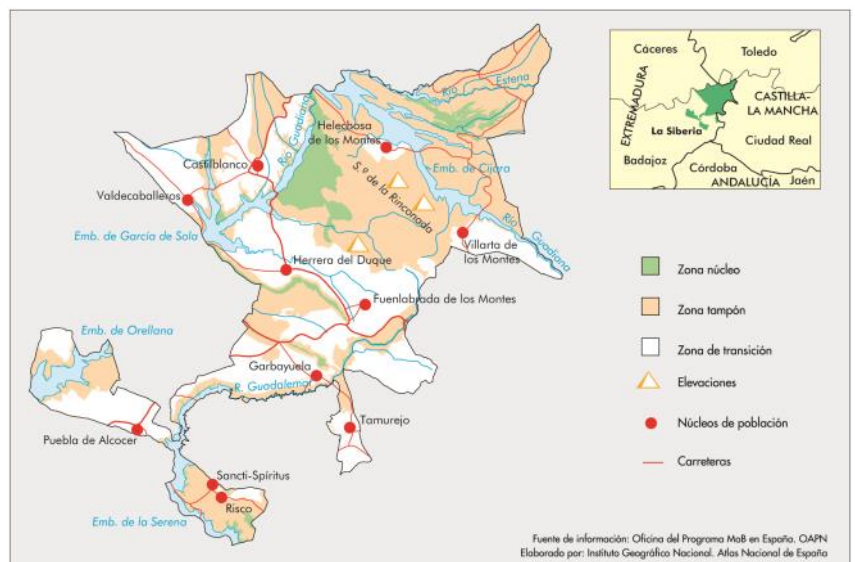 Río
Estena
Río Guadiana
Helechosa
de los Montes
Castilblanco
Emb. de Cíjara
S.ª de la Rinconada
Valdecaballeros
Río
Guadiana
Emb. de García de Sola
Villarta de
los Montes
Herrera del Duque
Fuenlabrada de los Montes
Emb. de Orellana
Garbayuela
R. Guadalemar
Tamurejo
Puebla de Alcocer
Sancti-Spíritus
Risco
Emb. de la Serena
Cáceres
Toledo
EXTREMADURA
CASTILLA-
LA MANCHA
La Siberia
Ciudad Real
Badajoz
Córdoba
ANDALUCÍA
Jaén
Zona núcleo
Zona tampón
Zona de transición
Elevaciones
Núcleos de población
Carreteras
Fuente de información: Oficina del Programa MaB en España. OAPN
Elaborado por: Instituto Geográfico Nacional. Atlas Nacional de España